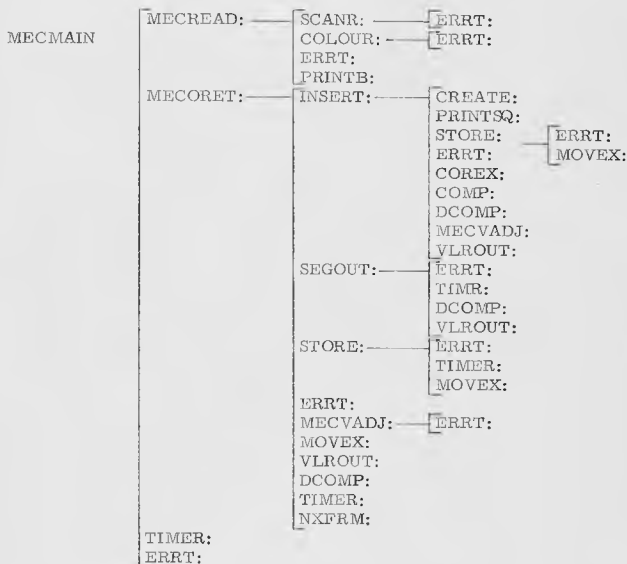 MECREAD: SCANR: ERRT:
MECMAIN COLOUR: ERRT:
ERRT:
PRINTB:
MECORET: INSERT: CREATE:
PRINTSQ:
STORE: ERRT:
ERRT: MOVEX:
COREX:
COMP:
DCOMP:
MECVADJ:
VLROUT:
SEGOUT: ERRT:
TIMR:
DCOMP:
VLROUT:
STORE: ERRT:
TIMER:
MOVEX:
ERRT:
MECVADJ: ERRT:
MOVEX:
VLROUT:
DCOMP:
TIMER:
NXFRM:
TIMER:
ERRT: